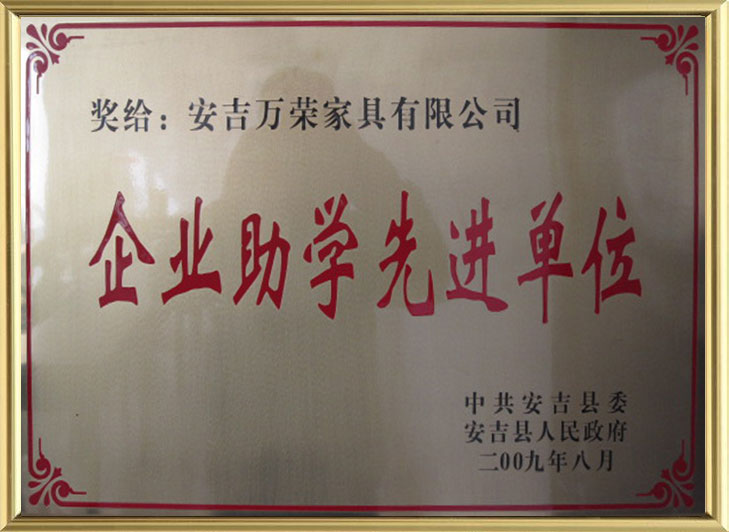 奖给：安吉万荣家具有限公司
企业助学先进单位
中共安吉县委
安吉县人民政府
二00九年八月